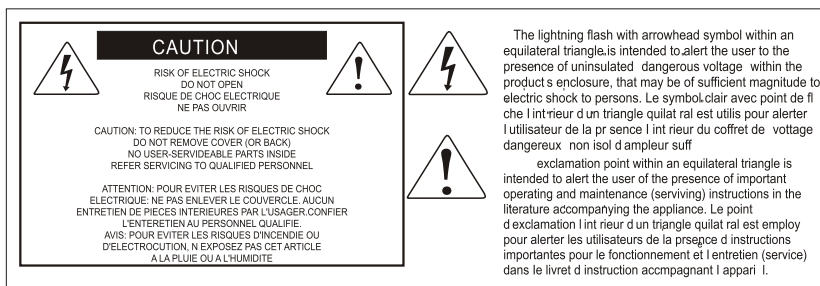 CAUTION
RISK OF ELECTRIC SHOCK
DO NOT OPEN
RISQUE DE CHOC ELECTRIQUE
NE PAS OUVRIR
CAUTION: TO REDUCE THE RISK OF ELECTRIC SHOCK
DO NOT REMOVE COVER (OR BACK)
NO USER-SERVIDEABLE PARTS INSIDE
REFER SERVICING TO QUALIFIED PERSONNEL
ATTENTION: POUR EVITER LES RISQUES DE CHOC
ELECTRIQUE: NE PAS ENLEVER LE COUVERCLE. AUCUN
ENTRETIEN DE PIECES INTERIEURES PAR L'USAGER.CONFIER
L'ENTERETIEN AU PERSONNEL QUALIFIE.
AVIS: POUR EVITER LES RISQUES D'INCENDIE OU
D'ELECTROCUTION, N EXPOSEZ PAS CET ARTICLE
A LA PLUIE OU A L'HUMIDITE
The lightning flash with arrowhead symbol within an
equilateral triangle,is intended to alert the user to the
presence of uninsulated dangerous voltage within the
product s enclosure, that may be of sufficient magnitude to
electric shock to persons. Le symbol clair avec point de fl
che l int rieur d un triangle quilat ral est utilis pour alerter
l utilisateur de la pr sence l int rieur du coffret de vottage
dangereux non isol d ampleur suff
exclamation point within an equilateral triangle is
intended to alert the user of the presence of important
operating and maintenance (serviving) instructions in the
literature accompanying the appliance. Le point
d exclamation l int rieur d un triangle quilat ral est employ
pour alerter les utilisateurs de la prsence d instructions
importantes pour le fonctionnement et l entretien (service)
dans le livret d instruction accmpagnant l appari l.